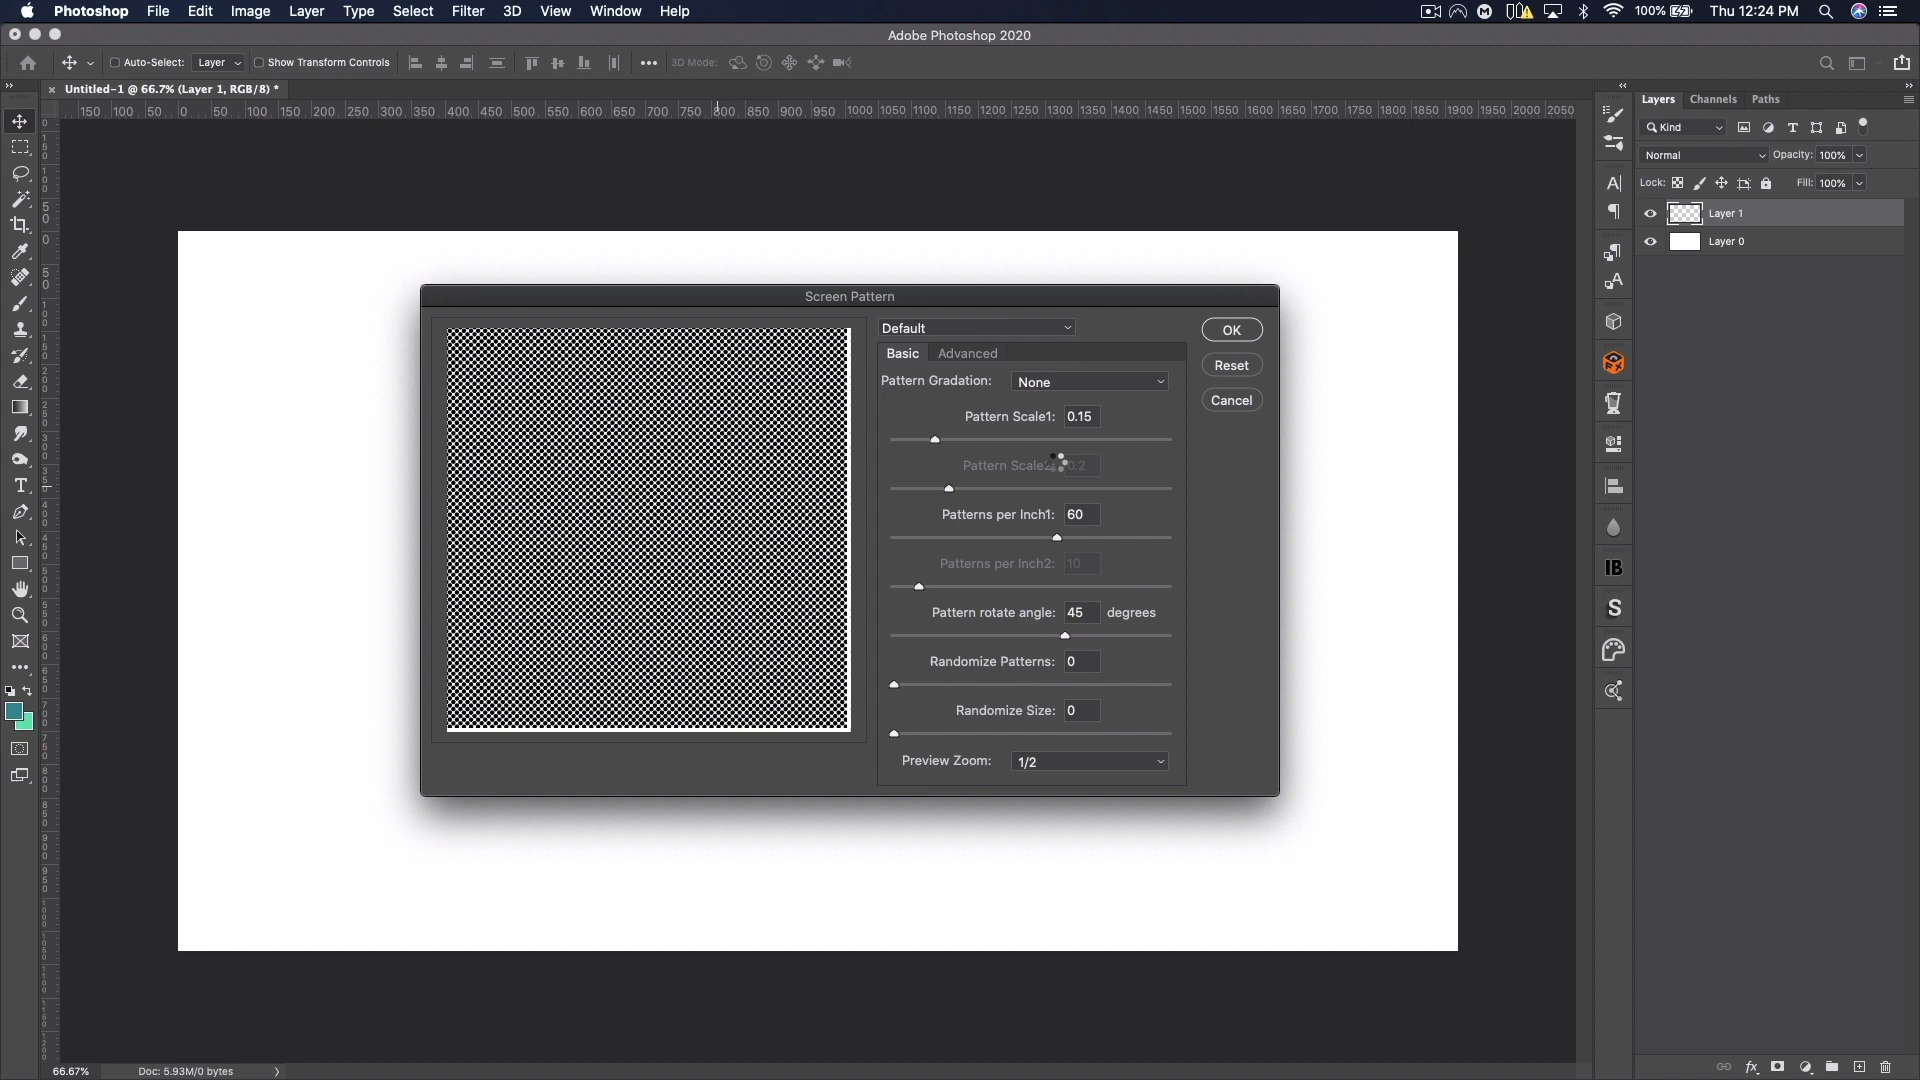 Photoshop File Edit Image Layer Type Select Filter 3D View Window Help 100% Thu 12:24 PM
Adobe Photoshop 2020
Auto-Select: Layer Show Transform Controls 3D Mode:
Untitled-1 @ 66.7% (Layer 1, RGB/8) *
Layers Channels Paths
150 100 50 0 50 100 150 200 250 300 350 400 450 500 550 600 650 700 750 800 850 900 950 1000 1050 1100 1150 1200 1250 1300 1350 1400 1450 1500 1550 1600 1650 1700 1750 1800 1850 1900 1950 2000 2050
Kind
Normal Opacity: 100%
Lock: Fill: 100%
Layer 1
Layer 0
Screen Pattern
Default OK
Basic Advanced
Reset
Pattern Gradation: None
Cancel
Pattern Scale1: 0.15
Pattern Scale2: 0.2
Patterns per Inch1: 60
Patterns per Inch2: 10
Pattern rotate angle: 45 degrees
Randomize Patterns: 0
Randomize Size: 0
Preview Zoom: 1/2
66.67% Doc: 5.93M/0 bytes